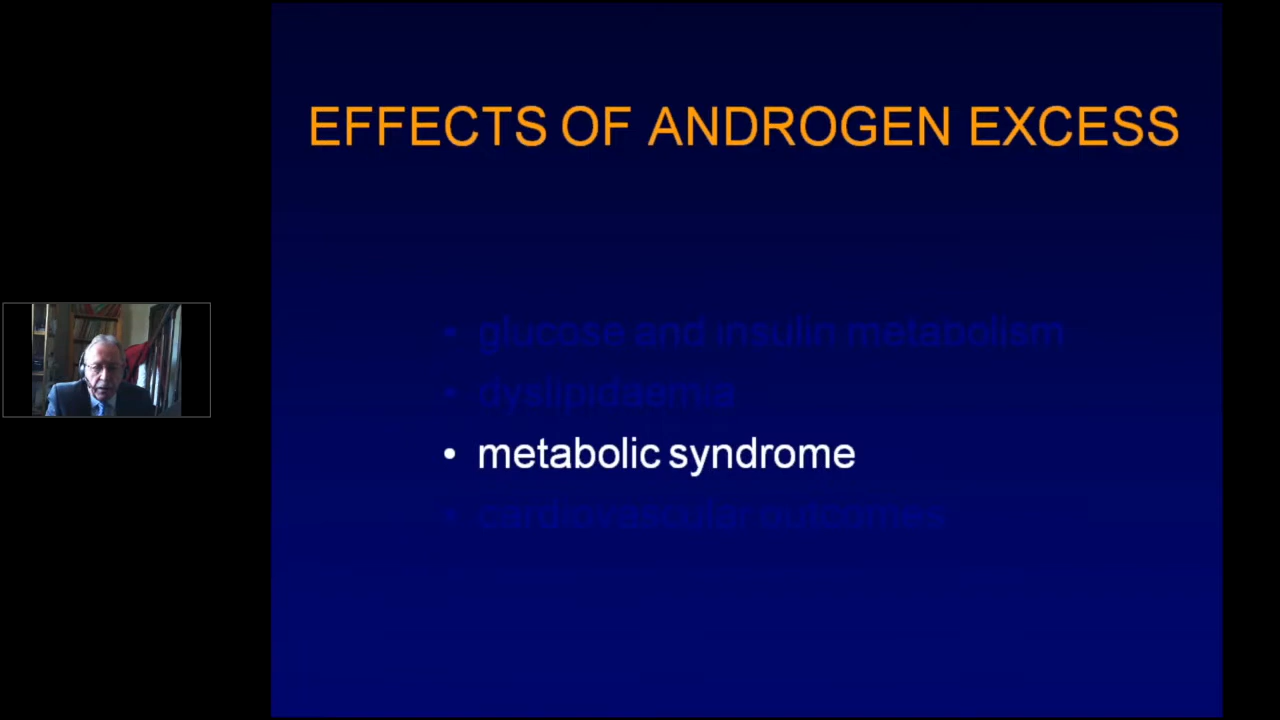 EFFECTS OF ANDROGEN EXCESS
• glucose and insulin metabolism
• dyslipidaemia
• metabolic syndrome
• cardiovascular outcomes